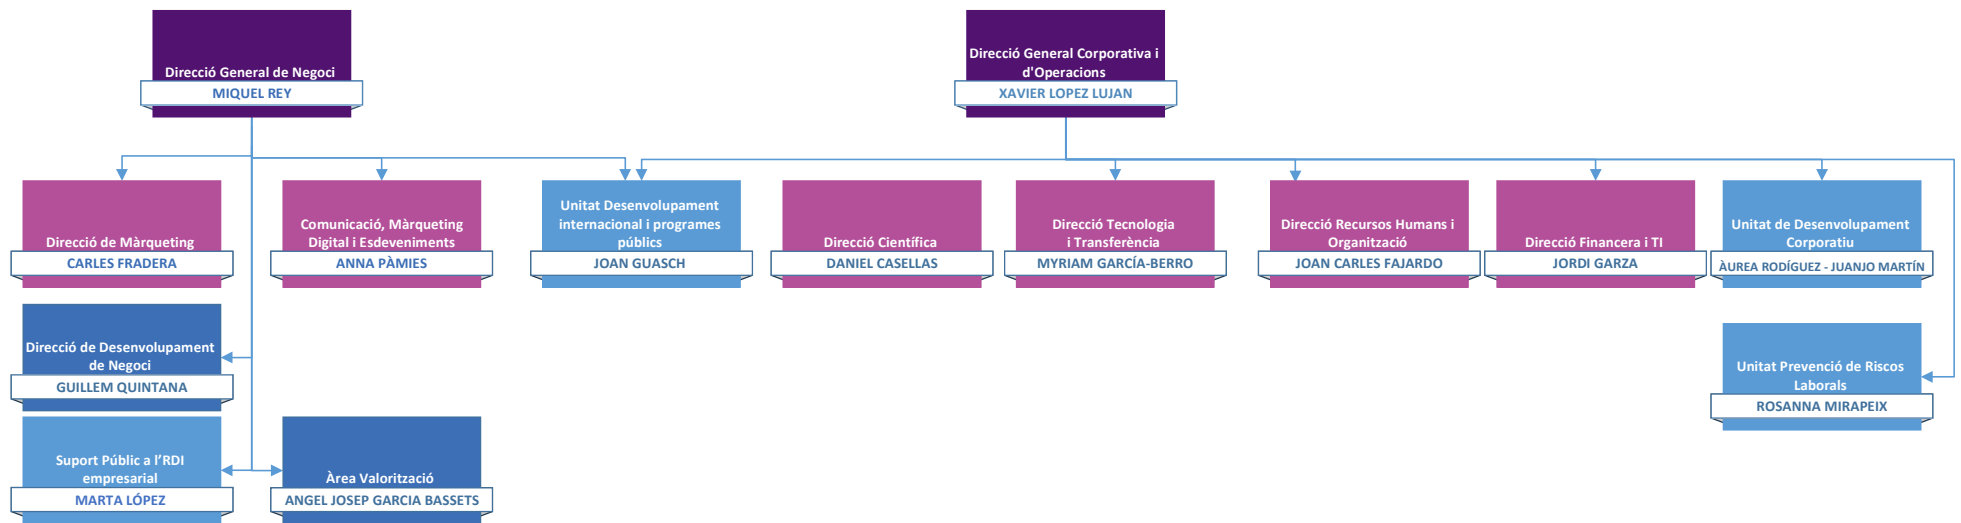 Direcció General de Negoci
MIQUEL REY
Direcció General Corporativa i
d'Operacions
XAVIER LOPEZ LUJAN
Direcció de Màrqueting
CARLES FRADERA
Comunicació, Màrqueting
Digital i Esdeveniments
ANNA PÀMIES
Unitat Desenvolupament
internacional i programes
públics
JOAN GUASCH
Direcció Científica
DANIEL CASELLAS
Direcció Tecnologia
i Transferència
MYRIAM GARCÍA-BERRO
Direcció Recursos Humans i
Organització
JOAN CARLES FAJARDO
Direcció Financera i TI
JORDI GARZA
Unitat de Desenvolupament
Corporatiu
ÀUREA RODÍGUEZ - JUANJO MARTÍN
Direcció de Desenvolupament
de Negoci
GUILLEM QUINTANA
Unitat Prevenció de Riscos
Laborals
ROSANNA MIRAPEIX
Suport Públic a l’RDI
empresarial
MARTA LÓPEZ
Àrea Valorització
ANGEL JOSEP GARCIA BASSETS